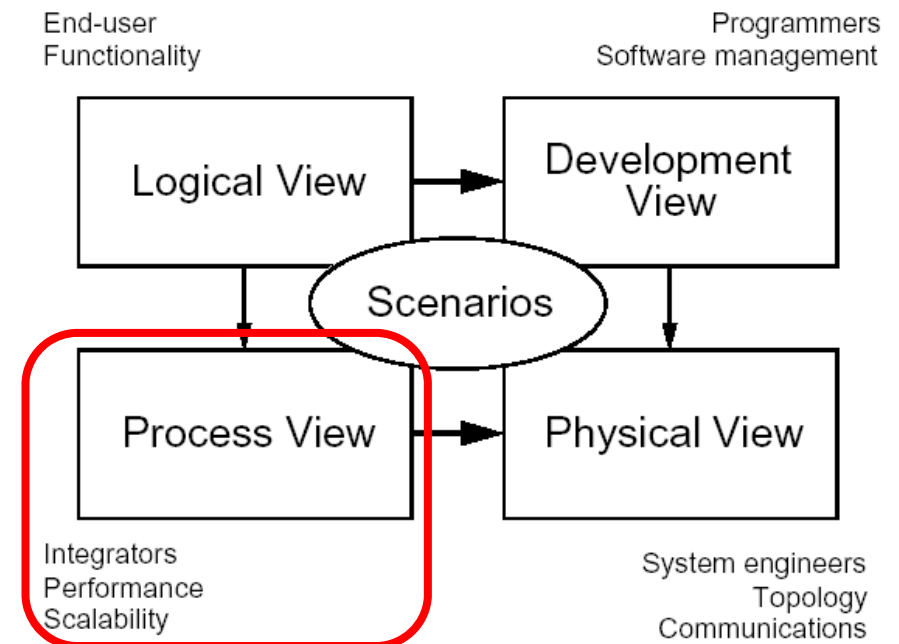 End-user
Functionality
Programmers
Software management
Logical View
Development
View
Scenarios
Process View
Physical View
Integrators
Performance
Scalability
System engineers
Topology
Communications